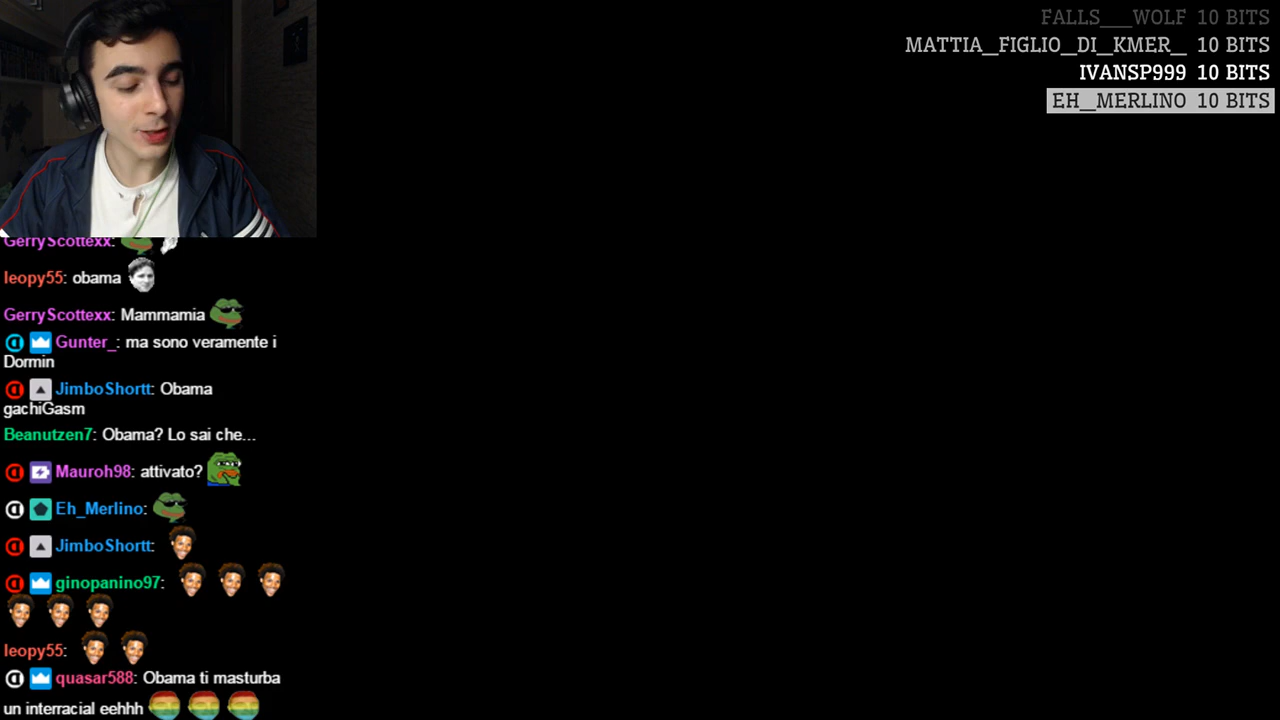 FALLS__WOLF 10 BITS
MATTIA_FIGLIO_DI_KMER_ 10 BITS
IVANSP999 10 BITS
EH_MERLINO 10 BITS
GerryScottexx:
leopy55: obama
GerryScottexx: Mammamia
Gunter_: ma sono veramente i
Dormin
JimboShortt: Obama
gachiGasm
Beanutzen7: Obama? Lo sai che...
Mauroh98: attivato?
Eh_Merlino:
JimboShortt:
ginopanino97:
leopy55:
quasar588: Obama ti masturba
un interracial eehhh